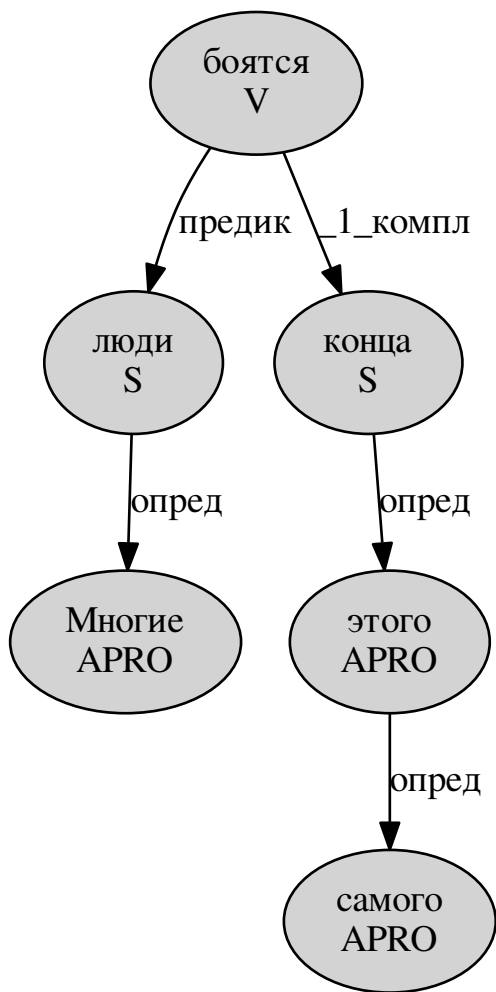 боятся
V
предик
_1_компл
люди
S
конца
S
опред
опред
Многие
APRO
этого
APRO
опред
самого
APRO